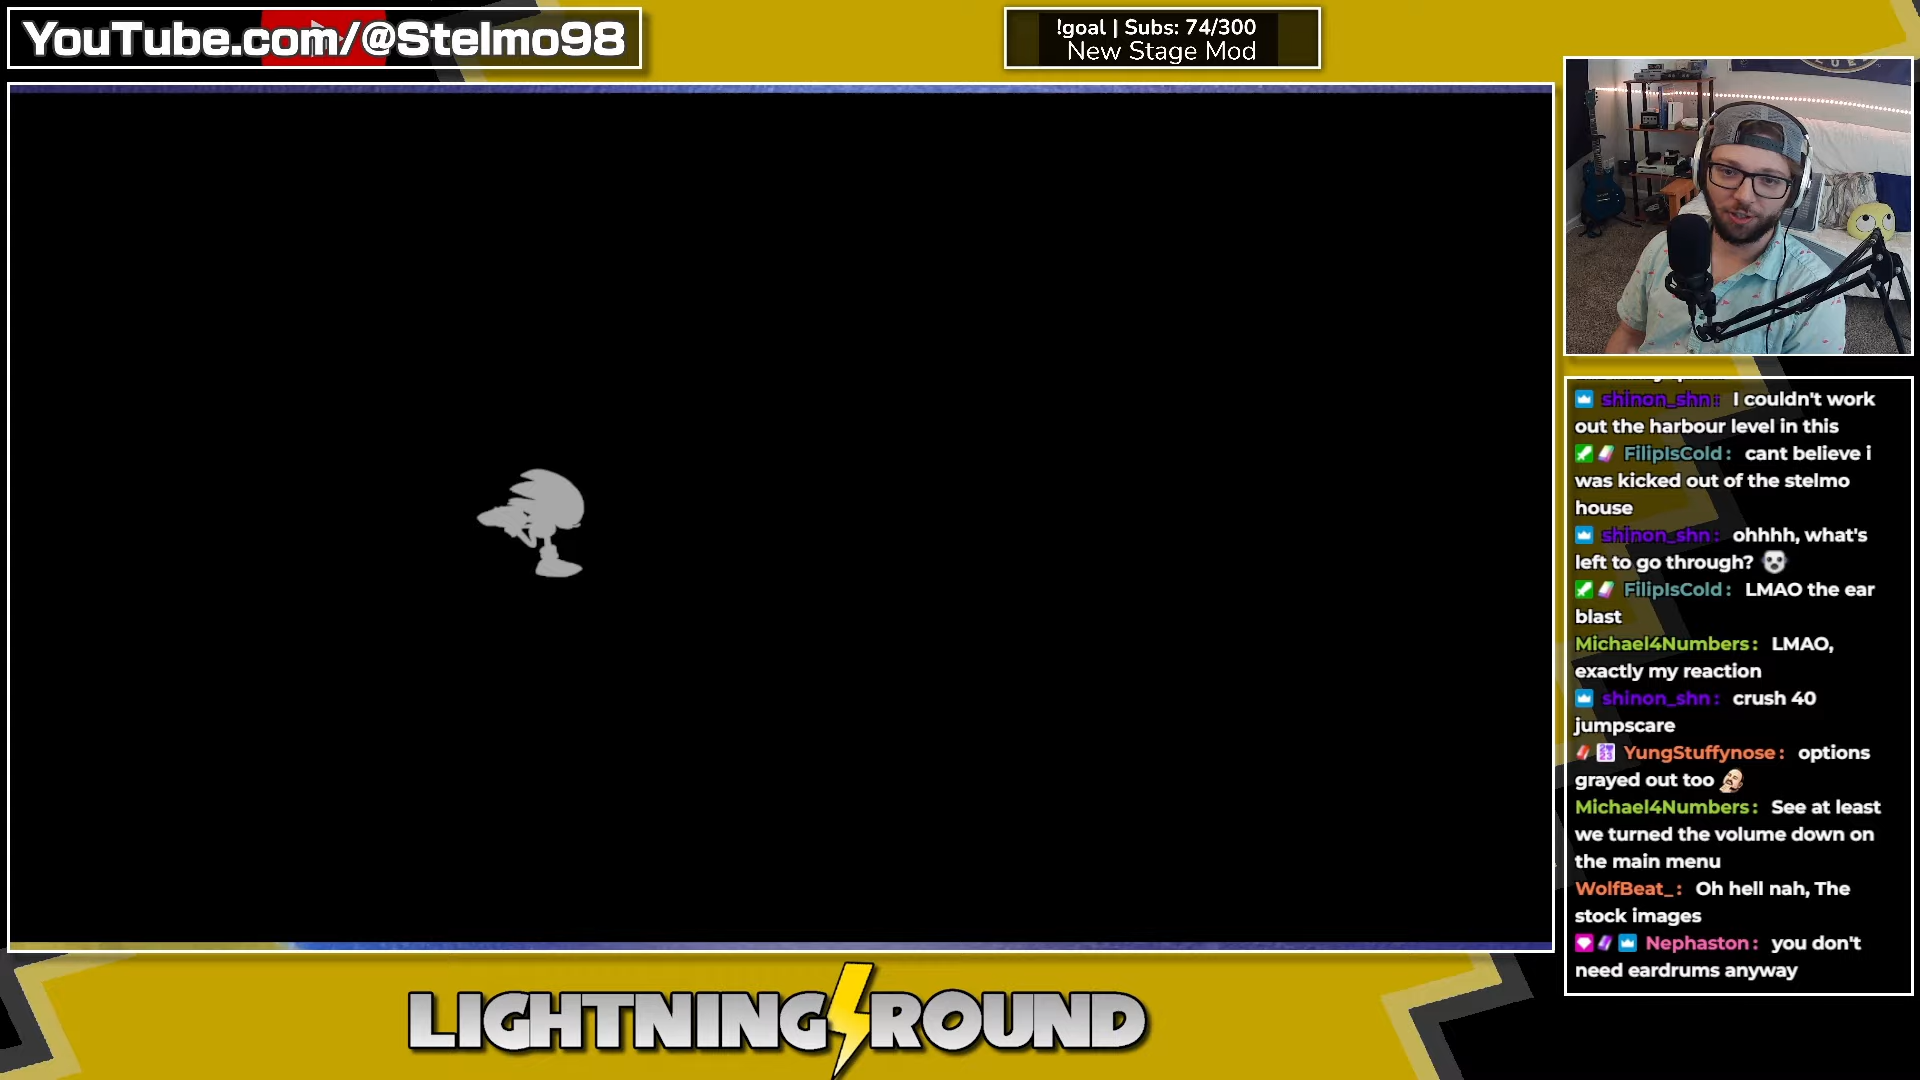 YouTube.com/@Stelmo98
!goal | Subs: 74/300
New Stage Mod
shinon_shn: I couldn't work
out the harbour level in this
FilipIsCold: cant believe i
was kicked out of the stelmo
house
shinon_shn: ohhhh, what's
left to go through?
FilipIsCold: LMAO the ear
blast
Michael4Numbers: LMAO,
exactly my reaction
shinon_shn: crush 40
jumpscare
YungStuffynose: options
grayed out too
Michael4Numbers: See at least
we turned the volume down on
the main menu
WolfBeat_: Oh hell nah, The
stock images
Nephaston: you don't
need eardrums anyway
LIGHTNING ROUND